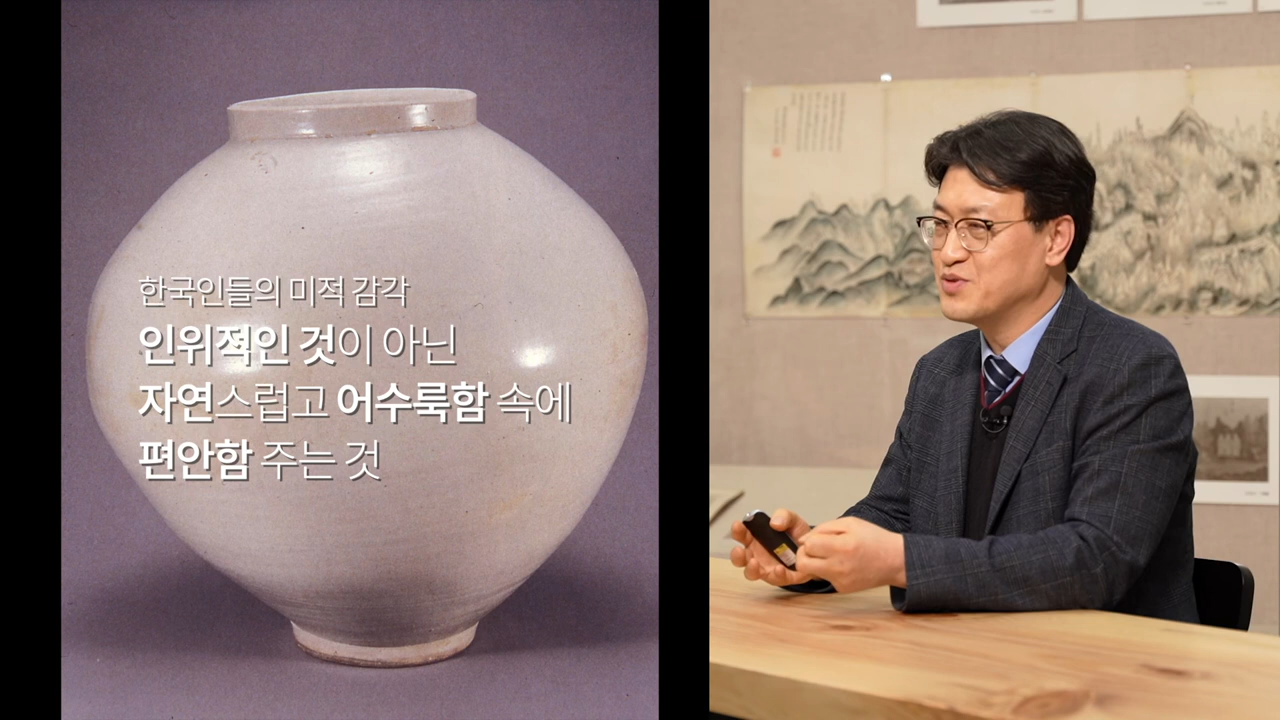 한국인들의 미적 감각
인위적인 것이 아닌
자연스럽고 어수룩함 속에
편안함 주는 것